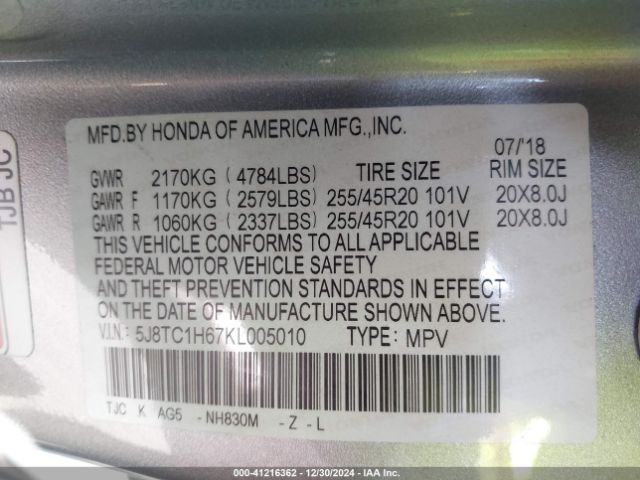 MFD.BY HONDA OF AMERICA MFG.,INC.
07/'18
GVWR 2170KG ( 4784LBS) TIRE SIZE RIM SIZE
GAWR F 1170KG ( 2579LBS) 255/45R20 101V 20X8.0J
GAWR R 1060KG ( 2337LBS) 255/45R20 101V 20X8.0J
THIS VEHICLE CONFORMS TO ALL APPLICABLE
FEDERAL MOTOR VEHICLE SAFETY
AND THEFT PREVENTION STANDARDS IN EFFECT
ON THE DATE OF MANUFACTURE SHOWN ABOVE.
V.I.N.: 5J8TC1H67KL005010 TYPE: MPV
TJC K AG5 -NH830M - Z - L
TJB JC
000-41216362 — 12/30/2024 — IAA Inc.